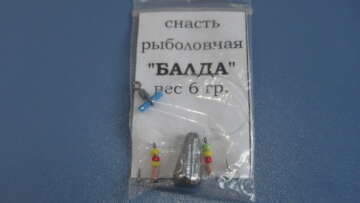 снасть
рыболовчая
"БАЛДА"
вес 6 гр.